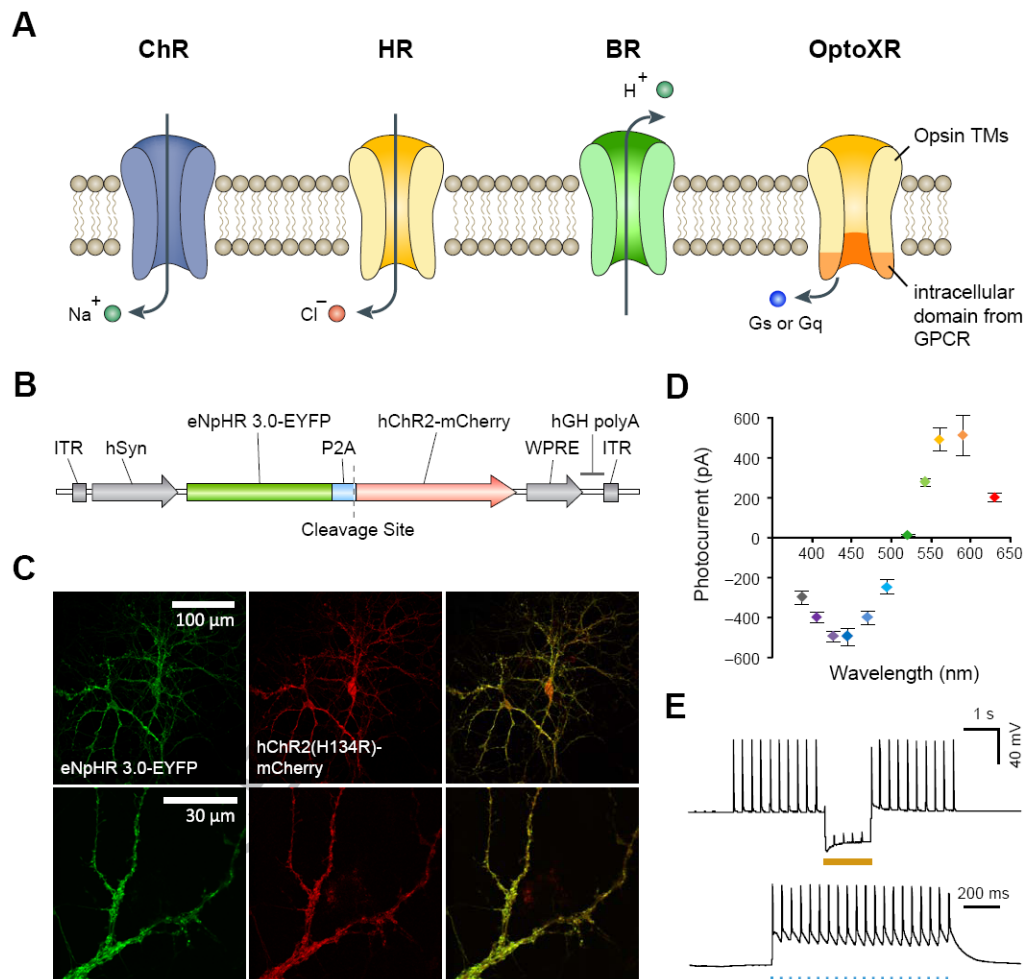 A
ChR
HR
BR
OptoXR
H+
Opsin TMs
Na+
Cl−
Gs or Gq
intracellular
domain from
GPCR
B
eNpHR 3.0-EYFP
hChR2-mCherry
hGH polyA
ITR
hSyn
P2A
WPRE
ITR
Cleavage Site
C
100 µm
eNpHR 3.0-EYFP
hChR2(H134R)-
mCherry
30 µm
D
Photocurrent (pA)
600
400
200
0
−200
−400
−600
400
450
500
550
600
650
Wavelength (nm)
E
1 s
40 mV
200 ms